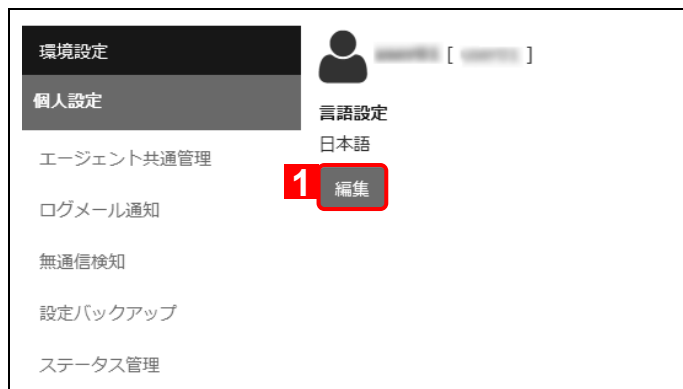 環境設定
個人設定
エージェント共通管理
ログメール通知
無通信検知
設定バックアップ
ステータス管理
[ ]
言語設定
日本語
1
編集